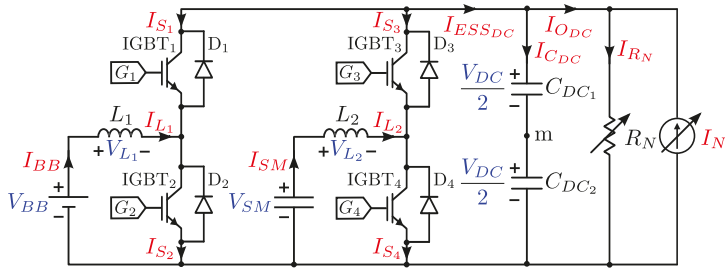 I_{S_1} I_{S_3} I_{ESS_{DC}} I_{O_{DC}}
IGBT_1 D_1 IGBT_3 D_3 I_{C_{DC}} I_{R_N}
G_1 G_3 V_{DC}/2 + − C_{DC_1}
L_1 I_{L_1} L_2 I_{L_2} m R_N I_N
I_{BB} + V_{L_1} − I_{SM} + V_{L_2} −
IGBT_2 D_2 IGBT_4 D_4 V_{DC}/2 + − C_{DC_2}
V_{BB} + − G_2 V_{SM} + − G_4
I_{S_2} I_{S_4}